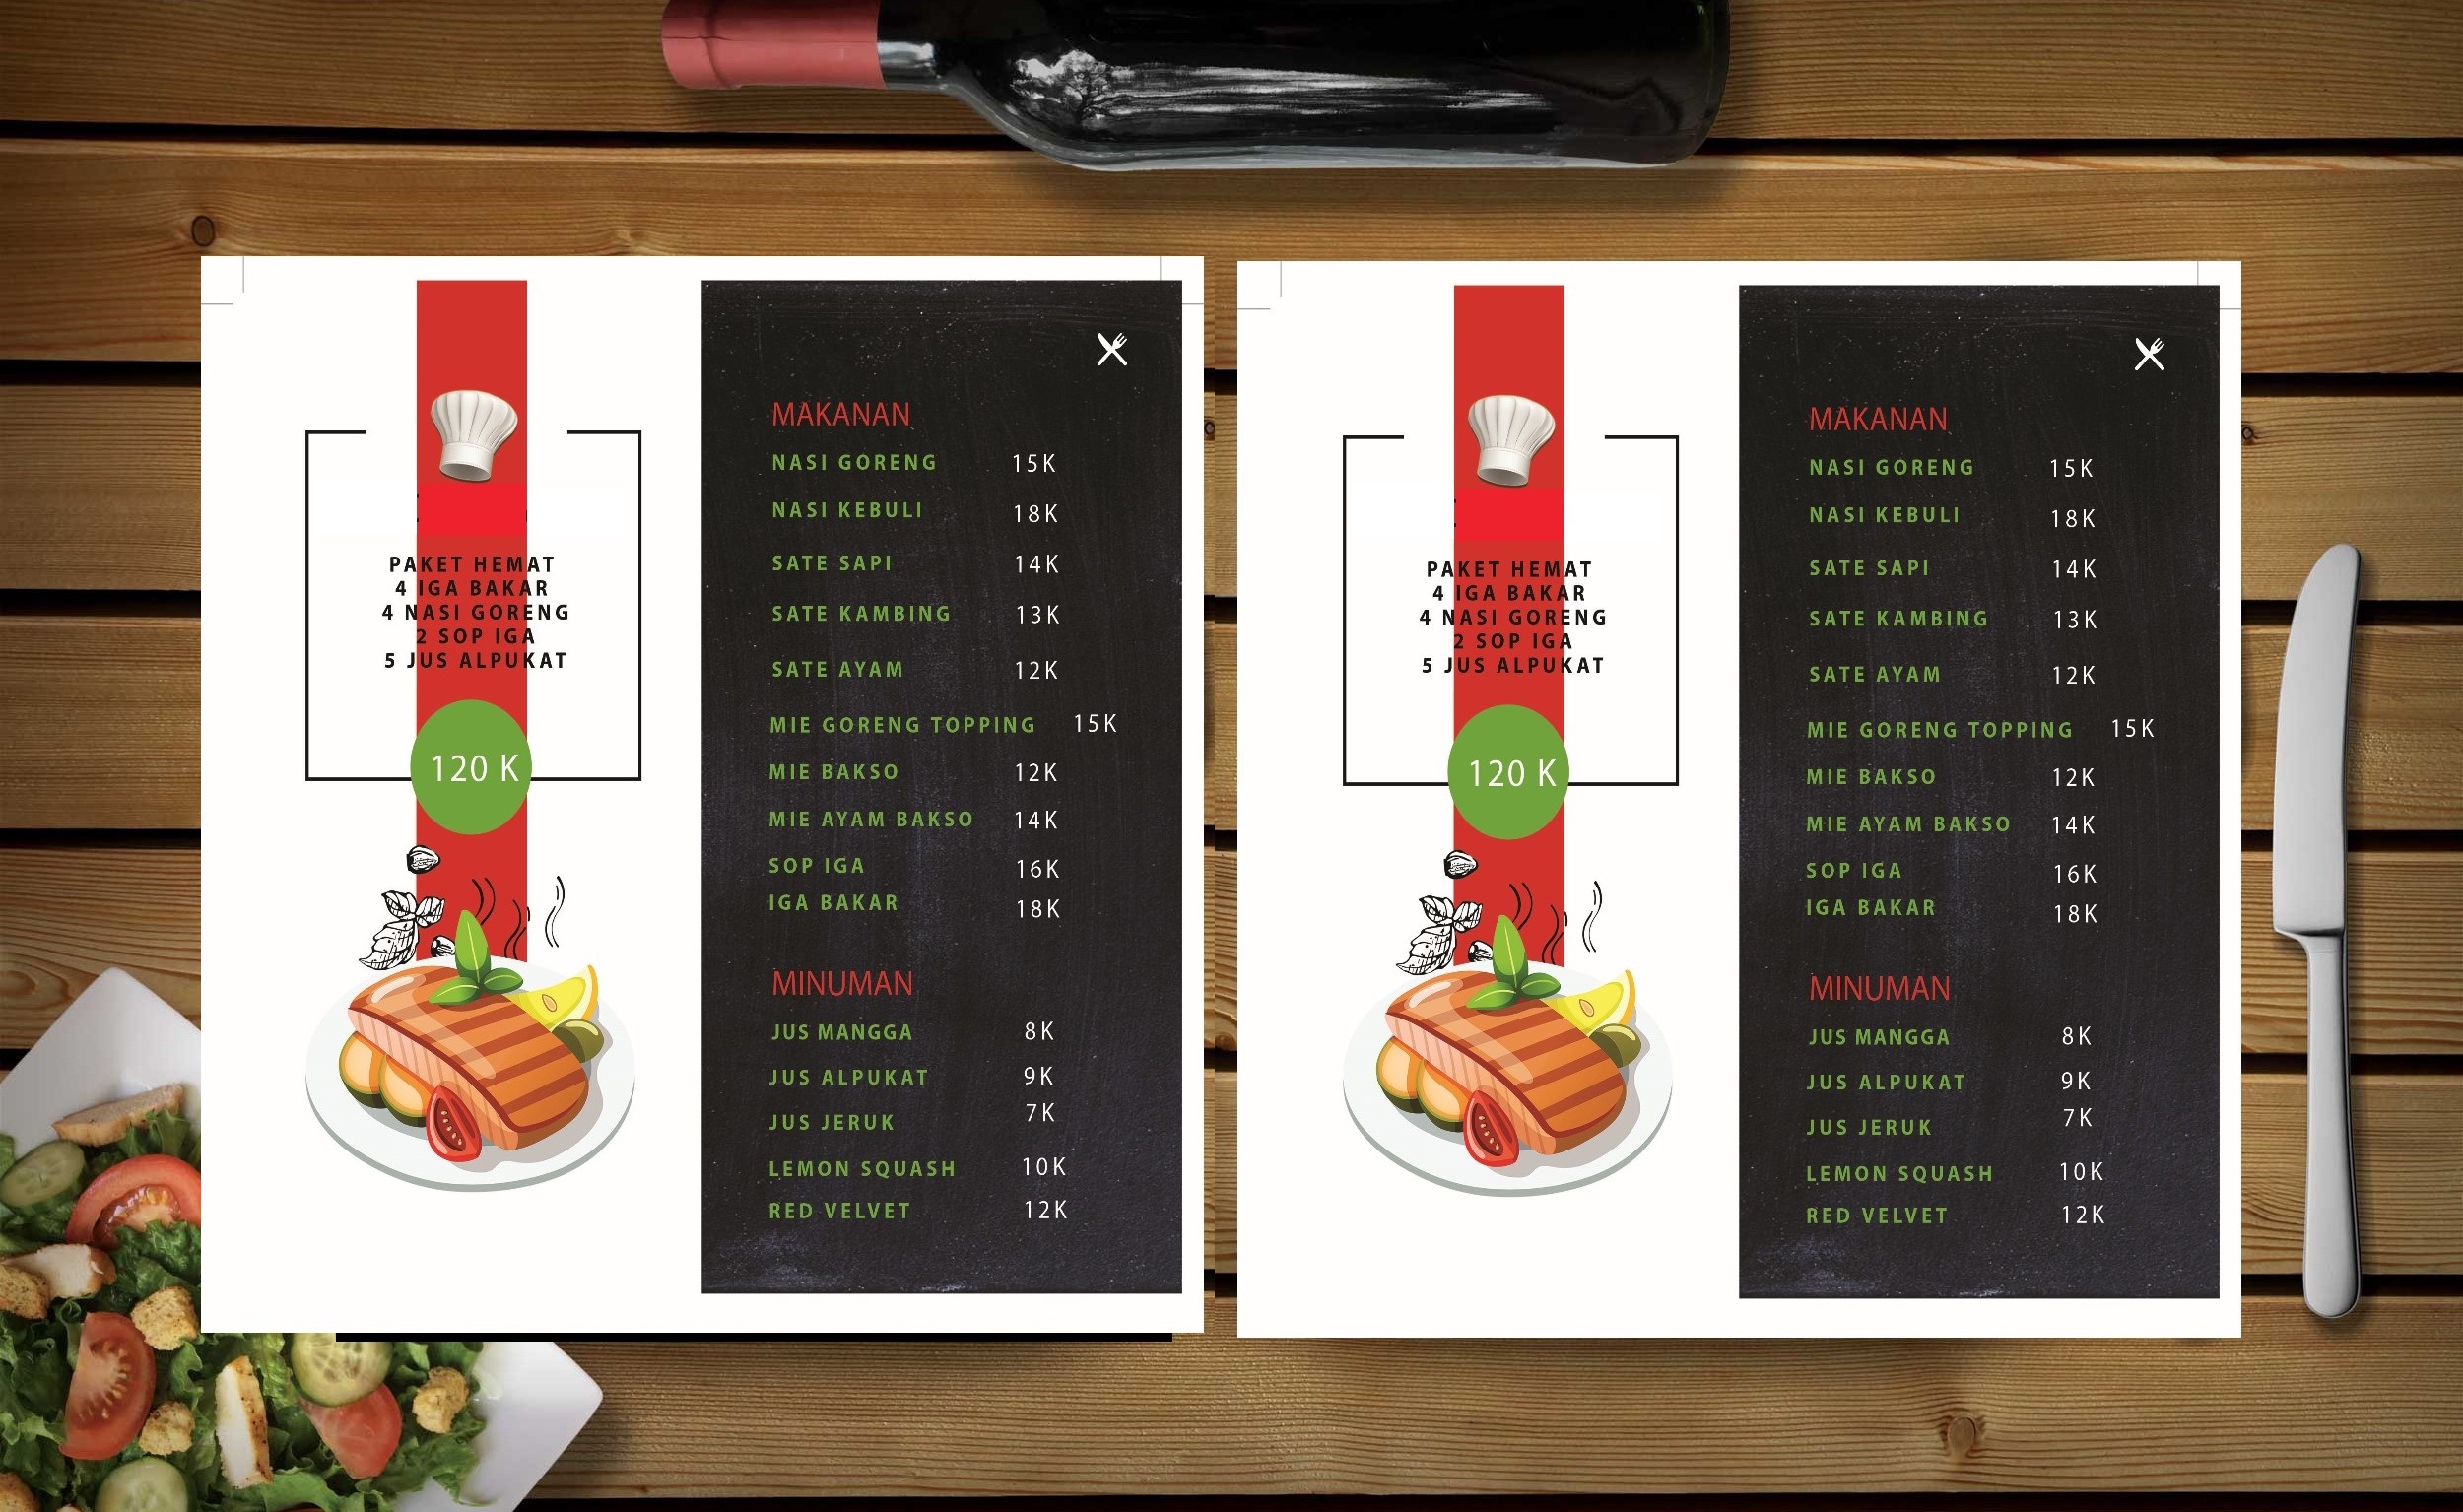 PAKET HEMAT
4 IGA BAKAR
4 NASI GORENG
2 SOP IGA
5 JUS ALPUKAT
120 K
MAKANAN
NASI GORENG 15K
NASI KEBULI 18K
SATE SAPI 14K
SATE KAMBING 13K
SATE AYAM 12K
MIE GORENG TOPPING 15K
MIE BAKSO 12K
MIE AYAM BAKSO 14K
SOP IGA 16K
IGA BAKAR 18K
MINUMAN
JUS MANGGA 8K
JUS ALPUKAT 9K
JUS JERUK 7K
LEMON SQUASH 10K
RED VELVET 12K
PAKET HEMAT
4 IGA BAKAR
4 NASI GORENG
2 SOP IGA
5 JUS ALPUKAT
120 K
MAKANAN
NASI GORENG 15K
NASI KEBULI 18K
SATE SAPI 14K
SATE KAMBING 13K
SATE AYAM 12K
MIE GORENG TOPPING 15K
MIE BAKSO 12K
MIE AYAM BAKSO 14K
SOP IGA 16K
IGA BAKAR 18K
MINUMAN
JUS MANGGA 8K
JUS ALPUKAT 9K
JUS JERUK 7K
LEMON SQUASH 10K
RED VELVET 12K